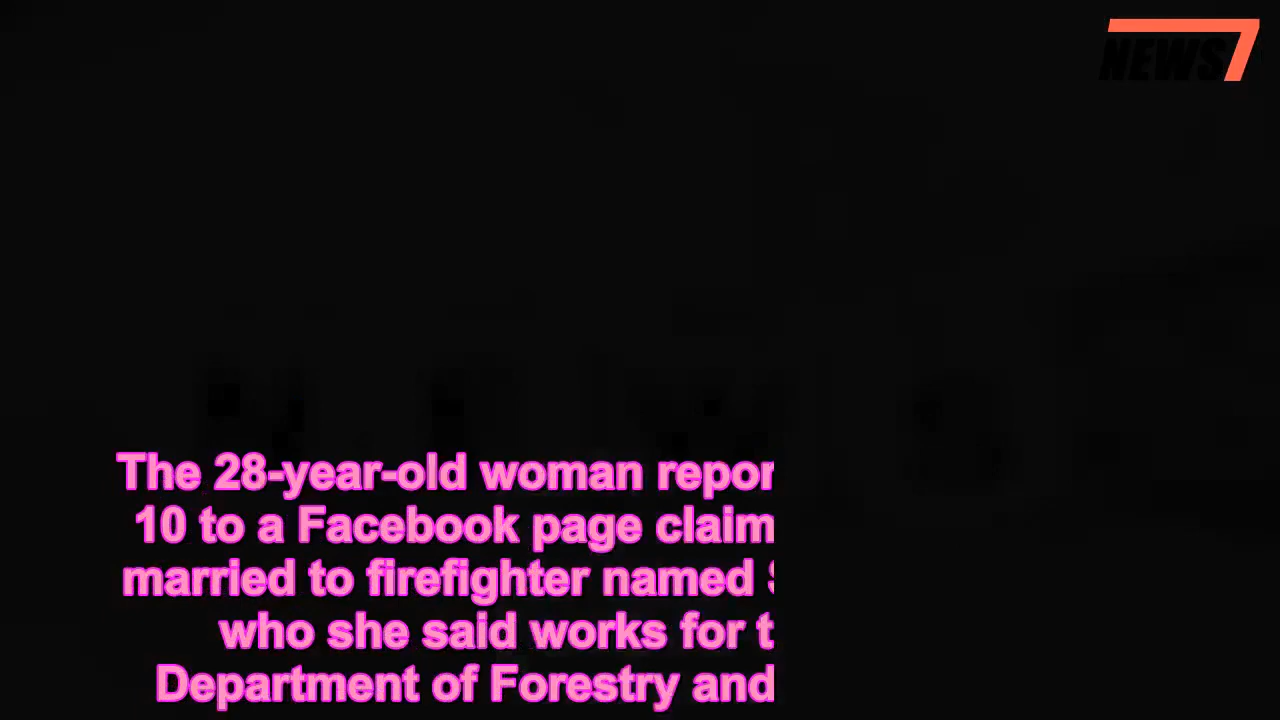 NEWS7
The 28-year-old woman repor
10 to a Facebook page claim
married to firefighter named
who she said works for t
Department of Forestry and